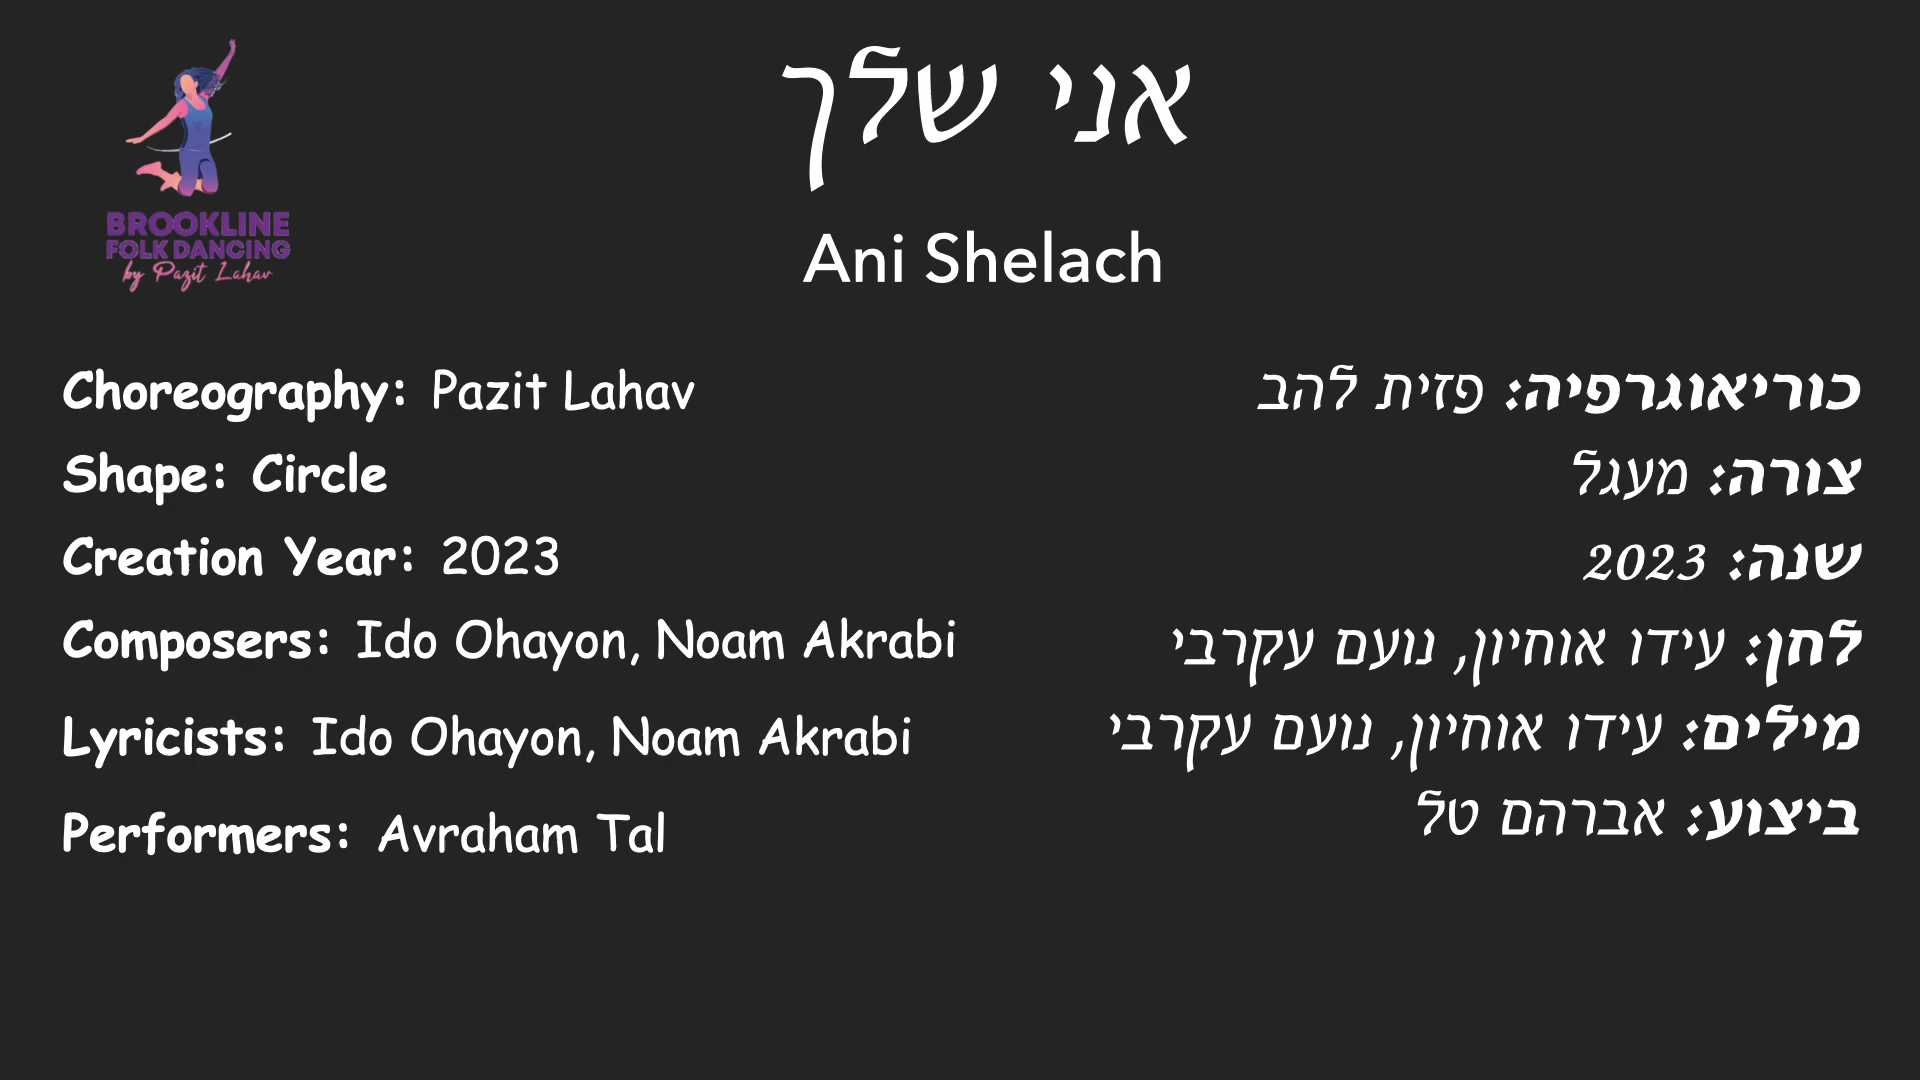 BROOKLINE
FOLK DANCING
by Pazit Lahav
אני שלך
Ani Shelach
Choreography: Pazit Lahav
Shape: Circle
Creation Year: 2023
Composers: Ido Ohayon, Noam Akrabi
Lyricists: Ido Ohayon, Noam Akrabi
Performers: Avraham Tal
כוריאוגרפיה: פזית להב
צורה: מעגל
שנה: 2023
לחן: עידו אוחיון, נועם עקרבי
מילים: עידו אוחיון, נועם עקרבי
ביצוע: אברהם טל